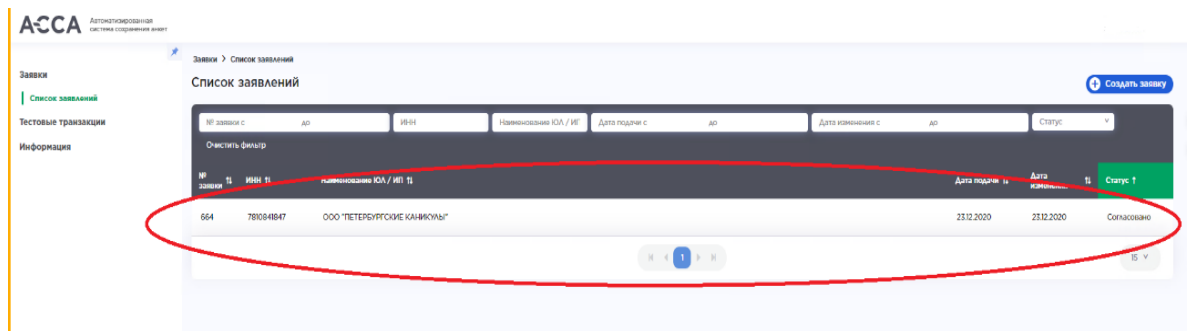 АССА
Автоматизированная
система сохранения анкет
Заявки > Список заявлений
Заявки
Список заявлений
Создать заявку
Список заявлений
Тестовые транзакции
№ заявки с до ИНН Наименование ЮЛ / ИП Дата подачи с до Дата изменения с до Статус
Информация
Очистить фильтр
№ заявки ИНН Наименование ЮЛ / ИП Дата подачи Дата изменения Статус
664 7810841847 ООО "ПЕТЕРБУРГСКИЕ КАНИКУЛЫ" 23.12.2020 23.12.2020 Согласовано
1
15